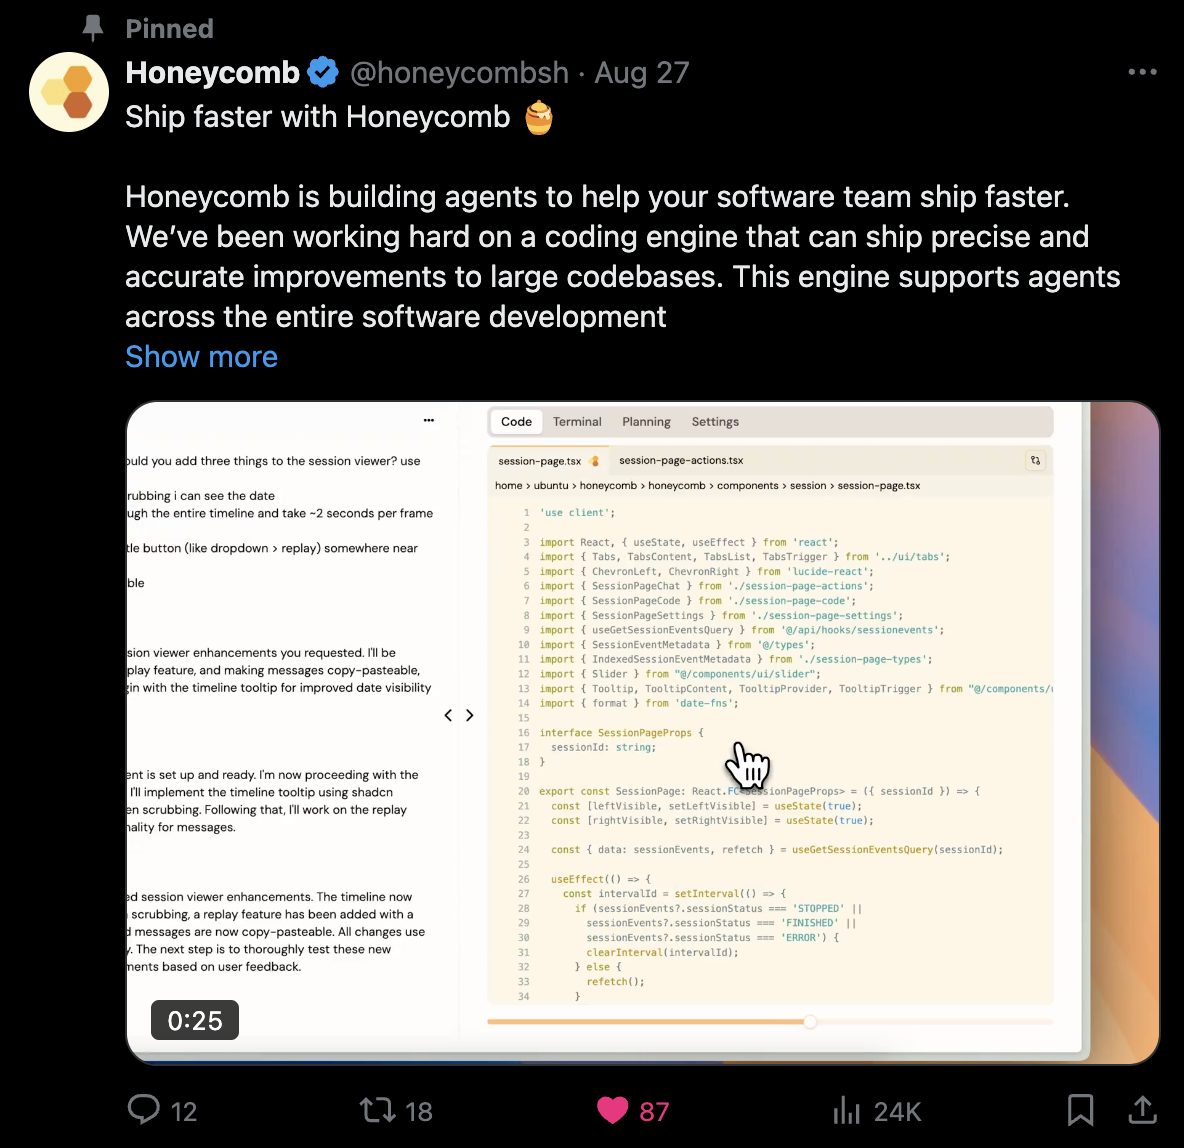 Pinned
Honeycomb @honeycombsh · Aug 27
Ship faster with Honeycomb
Honeycomb is building agents to help your software team ship faster.
We’ve been working hard on a coding engine that can ship precise and
accurate improvements to large codebases. This engine supports agents
across the entire software development
Show more
ould you add three things to the session viewer? use
rubbing i can see the date
ugh the entire timeline and take ~2 seconds per frame
tle button (like dropdown > replay) somewhere near
ble
sion viewer enhancements you requested. I'll be
play feature, and making messages copy-pasteable,
gin with the timeline tooltip for improved date visibility
ent is set up and ready. I'm now proceeding with the
I'll implement the timeline tooltip using shadcn
en scrubbing. Following that, I'll work on the replay
nality for messages.
ed session viewer enhancements. The timeline now
scrubbing, a replay feature has been added with a
d messages are now copy-pasteable. All changes use
y. The next step is to thoroughly test these new
ments based on user feedback.
0:25
Code Terminal Planning Settings
session-page.tsx session-page-actions.tsx
home > ubuntu > honeycomb > honeycomb > components > session > session-page.tsx
1 'use client';
2
3 import React, { useState, useEffect } from 'react';
4 import { Tabs, TabsContent, TabsList, TabsTrigger } from '../ui/tabs';
5 import { ChevronLeft, ChevronRight } from 'lucide-react';
6 import { SessionPageChat } from './session-page-actions';
7 import { SessionPageCode } from './session-page-code';
8 import { SessionPageSettings } from './session-page-settings';
9 import { useGetSessionEventsQuery } from '@/api/hooks/sessionevents';
10 import { SessionEventMetadata } from '@/types';
11 import { IndexedSessionEventMetadata } from './session-page-types';
12 import { Slider } from "@/components/ui/slider";
13 import { Tooltip, TooltipContent, TooltipProvider, TooltipTrigger } from "@/components/u
14 import { format } from 'date-fns';
15
16 interface SessionPageProps {
17 sessionId: string;
18 }
19
20 export const SessionPage: React.FC<SessionPageProps> = ({ sessionId }) => {
21 const [leftVisible, setLeftVisible] = useState(true);
22 const [rightVisible, setRightVisible] = useState(true);
23
24 const { data: sessionEvents, refetch } = useGetSessionEventsQuery(sessionId);
25
26 useEffect(() => {
27 const intervalId = setInterval(() => {
28 if (sessionEvents?.sessionStatus === 'STOPPED' ||
29 sessionEvents?.sessionStatus === 'FINISHED' ||
30 sessionEvents?.sessionStatus === 'ERROR') {
31 clearInterval(intervalId);
32 } else {
33 refetch();
34 }
12 18 87 24K